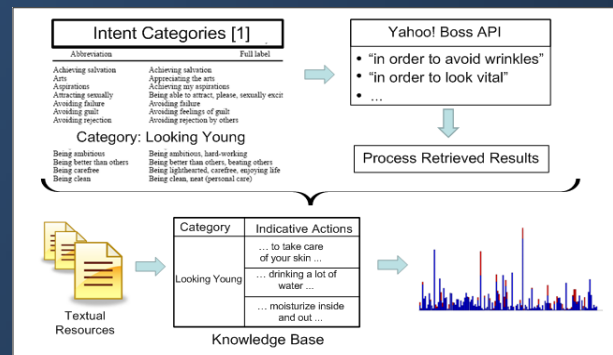 Intent Categories [1]
Abbreviation Full label
Achieving salvation Achieving salvation
Arts Appreciating the arts
Aspirations Achieving my aspirations
Attracting sexually Being able to attract, please, sexually excit
Avoiding failure Avoiding failure
Avoiding guilt Avoiding feelings of guilt
Avoiding rejection Avoiding rejection by others
Category: Looking Young
Being ambitious Being ambitious, hard-working
Being better than others Being better than others, beating others
Being carefree Being lighthearted, carefree, enjoying life
Being clean Being clean, neat (personal care)
Yahoo! Boss API
• “in order to avoid wrinkles”
• “in order to look vital”
• ...
Process Retrieved Results
Textual
Resources
Category Indicative Actions
Looking Young
... to take care
of your skin ...
... drinking a lot of
water ...
... moisturize inside
and out ...
Knowledge Base